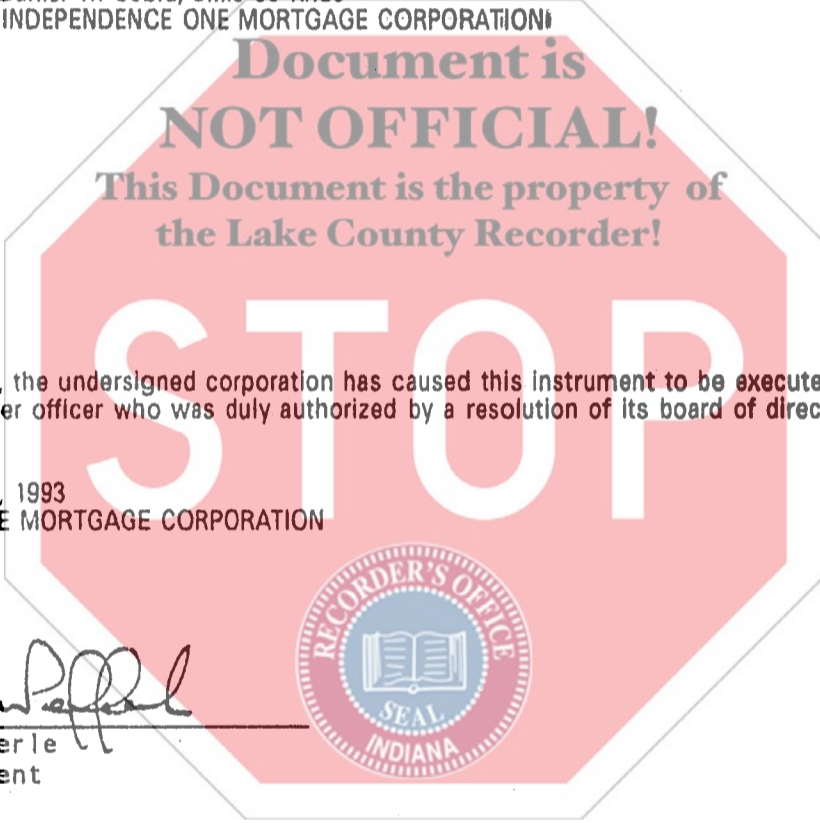 INDEPENDENCE ONE MORTGAGE CORPORATION
Document is
NOT OFFICIAL!
This Document is the property of
the Lake County Recorder!
STOP
, the undersigned corporation has caused this instrument to be execute
er officer who was duly authorized by a resolution of its board of direc
, 1993
E MORTGAGE CORPORATION
RECORDER'S OFFICE
SEAL
INDIANA
erle
ent